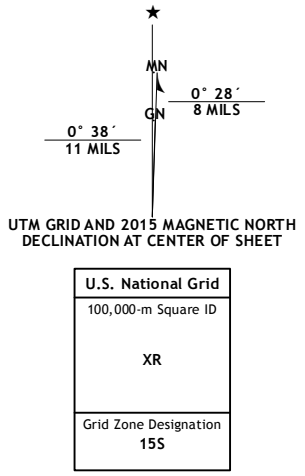 ★
MN
GN
0° 28´
8 MILS
0° 38´
11 MILS
UTM GRID AND 2015 MAGNETIC NORTH
DECLINATION AT CENTER OF SHEET
U.S. National Grid
100,000-m Square ID
XR
Grid Zone Designation
15S